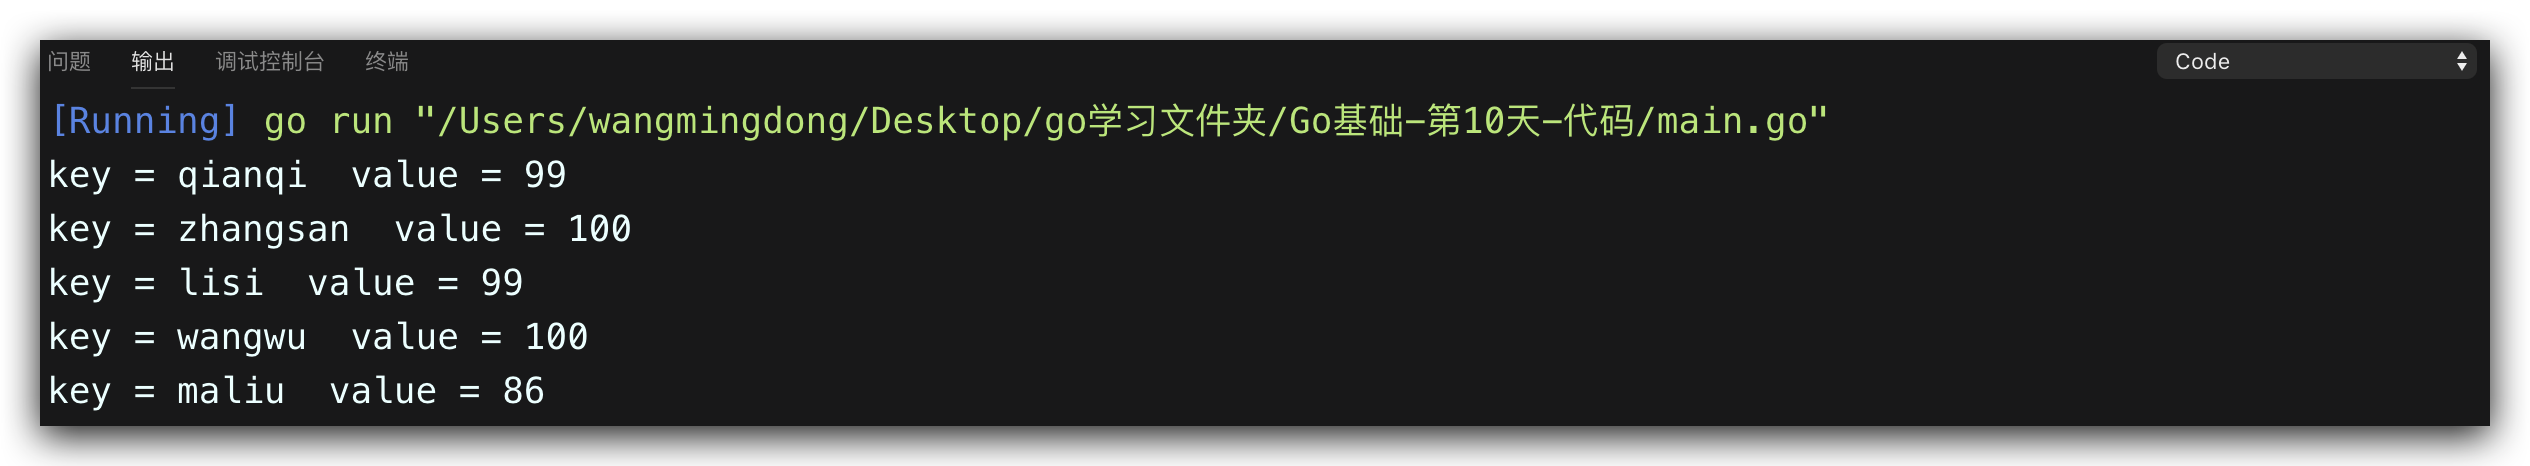 问题 输出 调试控制台 终端 Code
[Running] go run "/Users/wangmingdong/Desktop/go学习文件夹/Go基础-第10天-代码/main.go"
key = qianqi  value = 99
key = zhangsan  value = 100
key = lisi  value = 99
key = wangwu  value = 100
key = maliu  value = 86